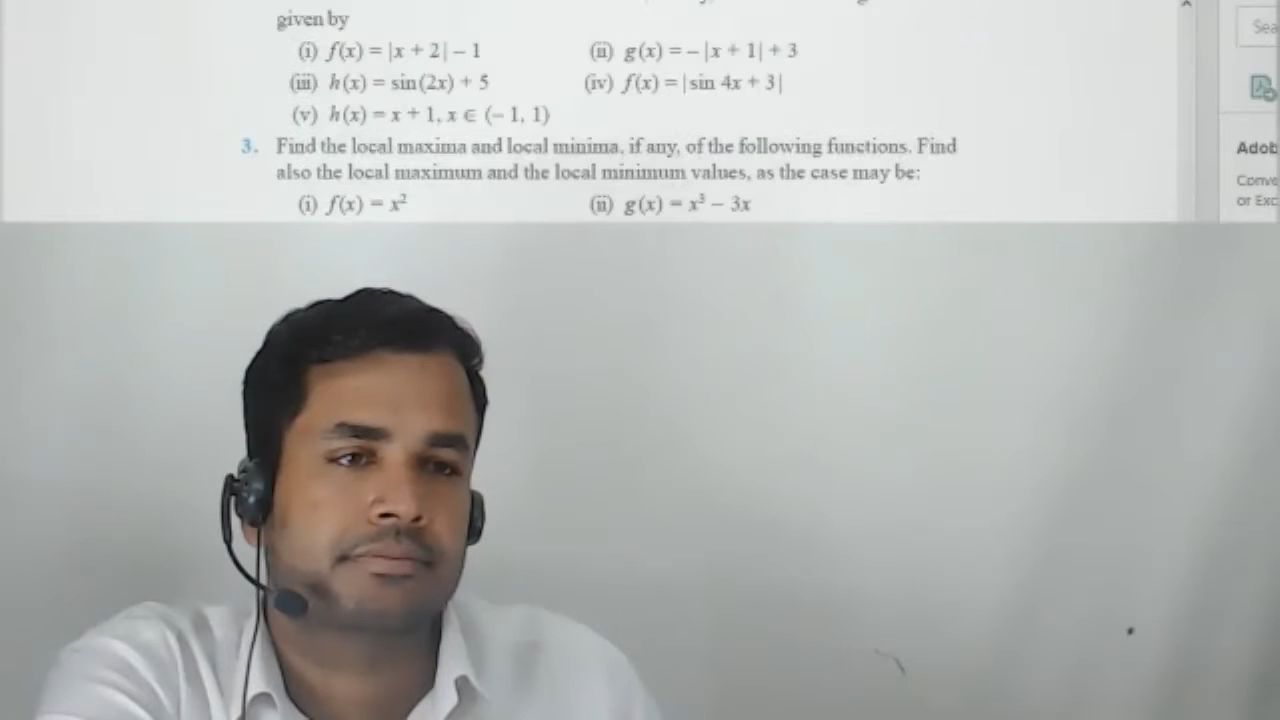 given by
(i) f(x) = |x + 2| – 1 (ii) g(x) = – |x + 1| + 3
(iii) h(x) = sin(2x) + 5 (iv) f(x) = |sin 4x + 3|
(v) h(x) = x + 1, x ∈ (– 1, 1)
3. Find the local maxima and local minima, if any, of the following functions. Find
also the local maximum and the local minimum values, as the case may be:
(i) f(x) = x² (ii) g(x) = x³ – 3x
Sea
Adob
Conve
or Exc